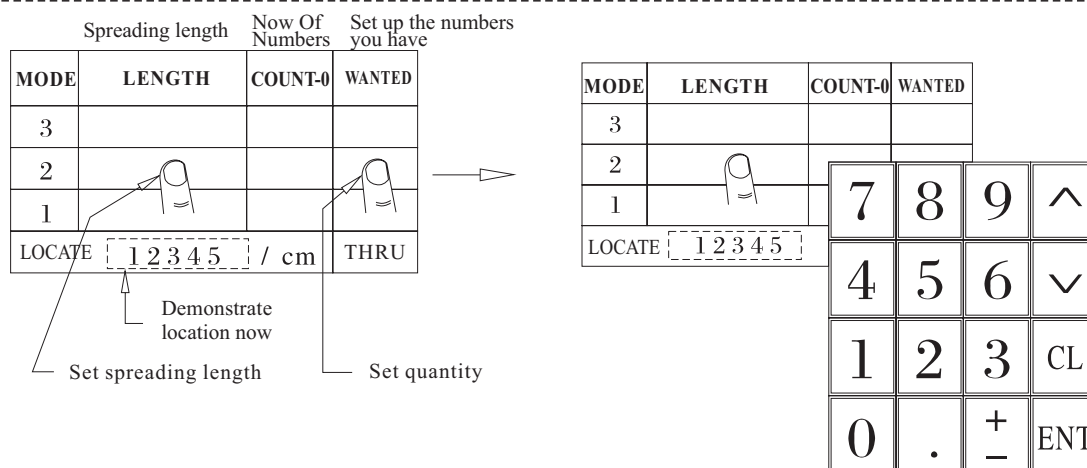 Spreading length
Now Of
Numbers
Set up the numbers
you have
MODE LENGTH COUNT-0 WANTED
3
2
1
LOCATE 12345 / cm THRU
Demonstrate
location now
Set spreading length
Set quantity
MODE LENGTH COUNT-0 WANTED
3
2
1
LOCATE 12345
7 8 9 ^
4 5 6 v
1 2 3 CL
0 . + − ENT